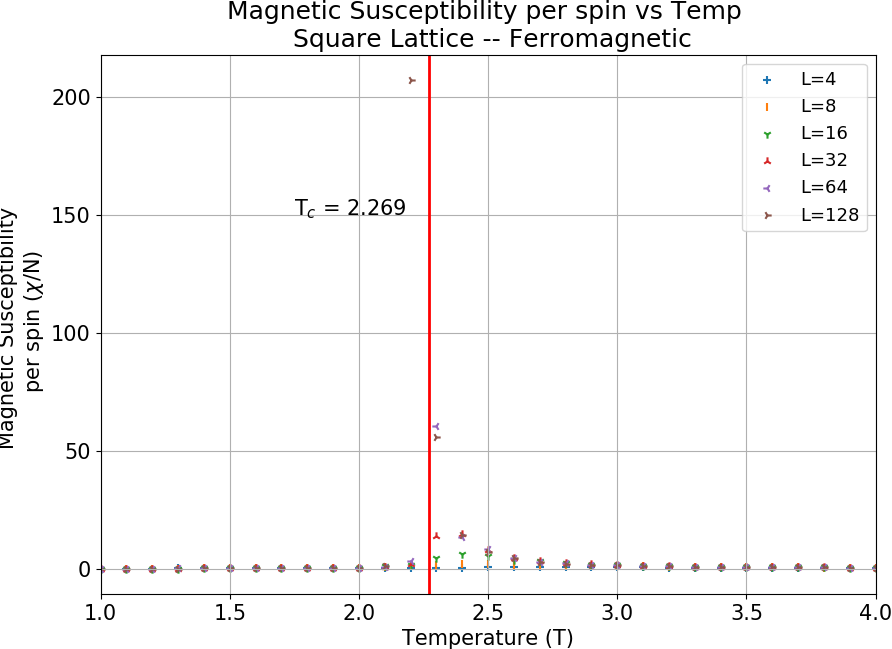 Magnetic Susceptibility per spin vs Temp
Square Lattice -- Ferromagnetic
Magnetic Susceptibility
per spin (χ/N)
200
150
100
50
0
T_c = 2.269
L=4
L=8
L=16
L=32
L=64
L=128
1.0 1.5 2.0 2.5 3.0 3.5 4.0
Temperature (T)